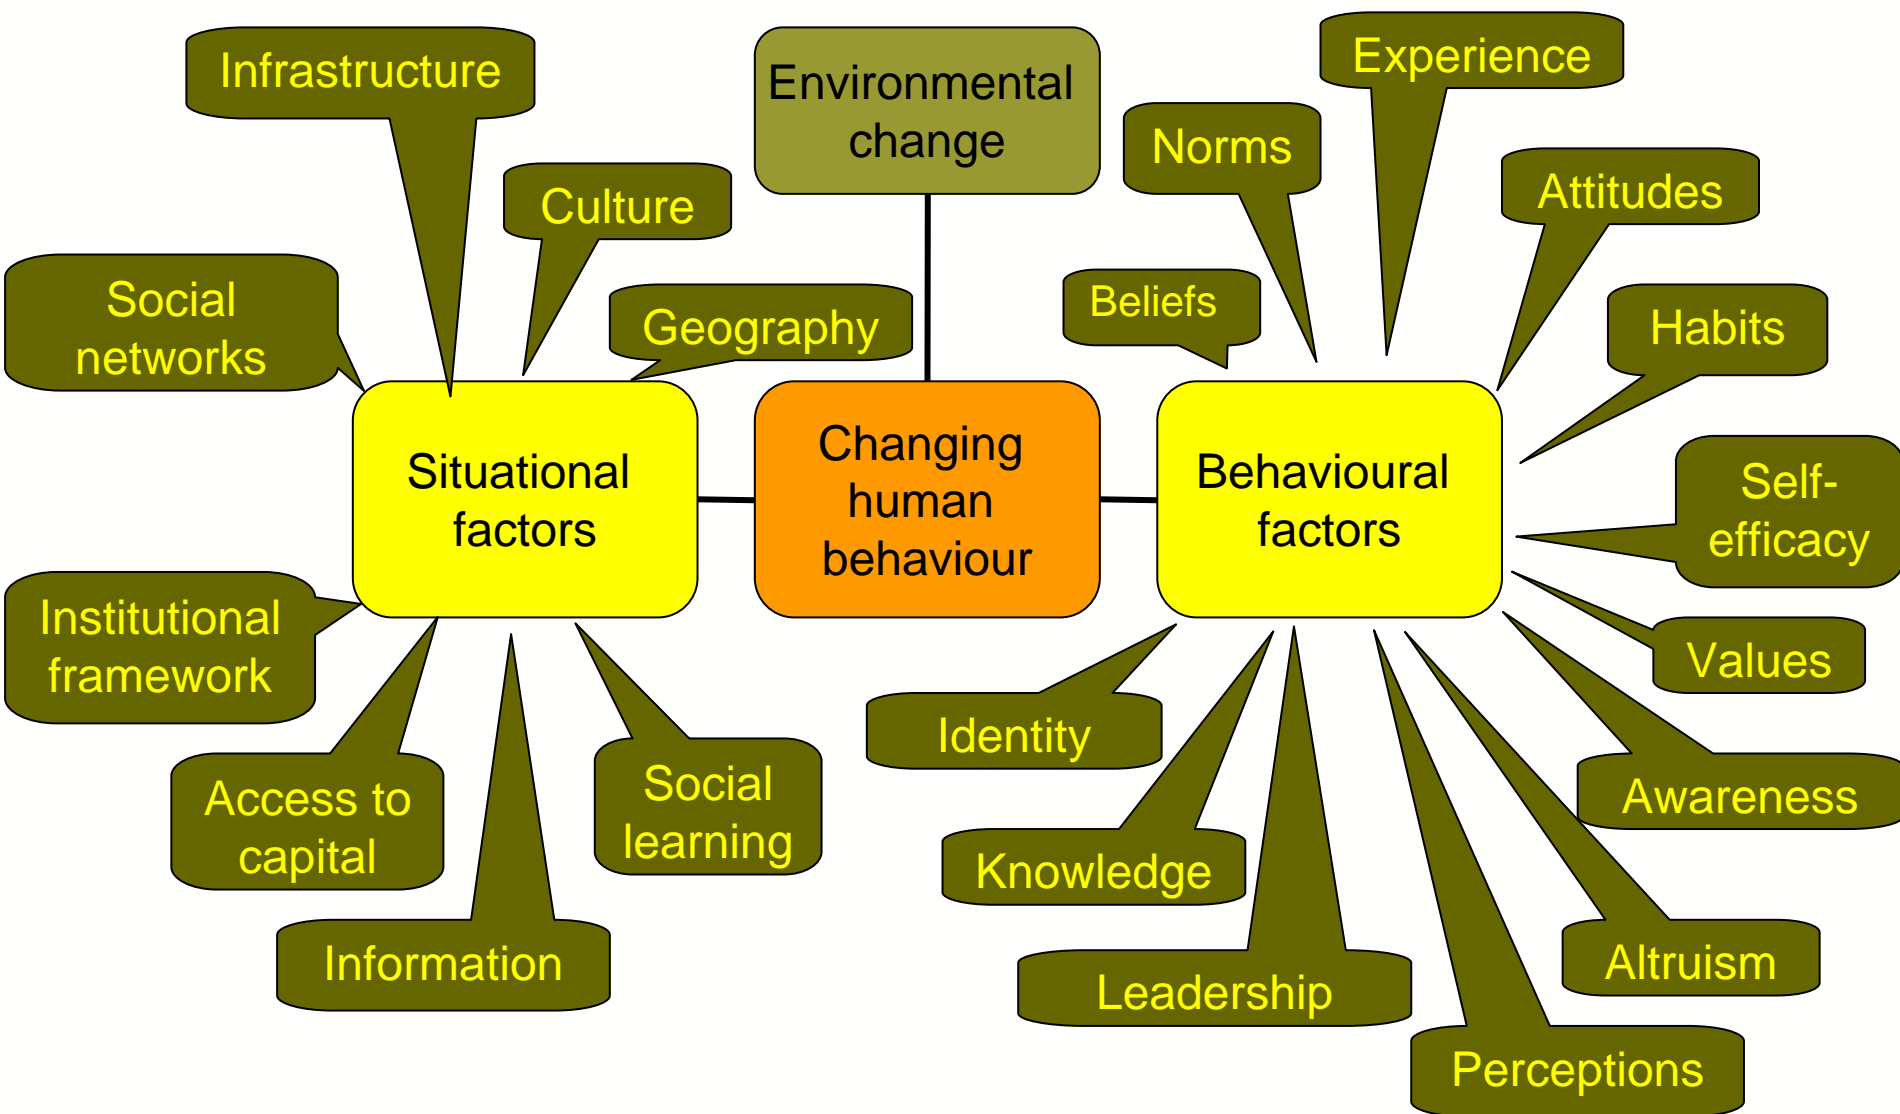 Infrastructure
Environmental
change
Experience
Norms
Culture
Attitudes
Social
networks
Geography
Beliefs
Habits
Situational
factors
Changing
human
behaviour
Behavioural
factors
Self-
efficacy
Institutional
framework
Values
Identity
Access to
capital
Social
learning
Awareness
Knowledge
Information
Leadership
Altruism
Perceptions